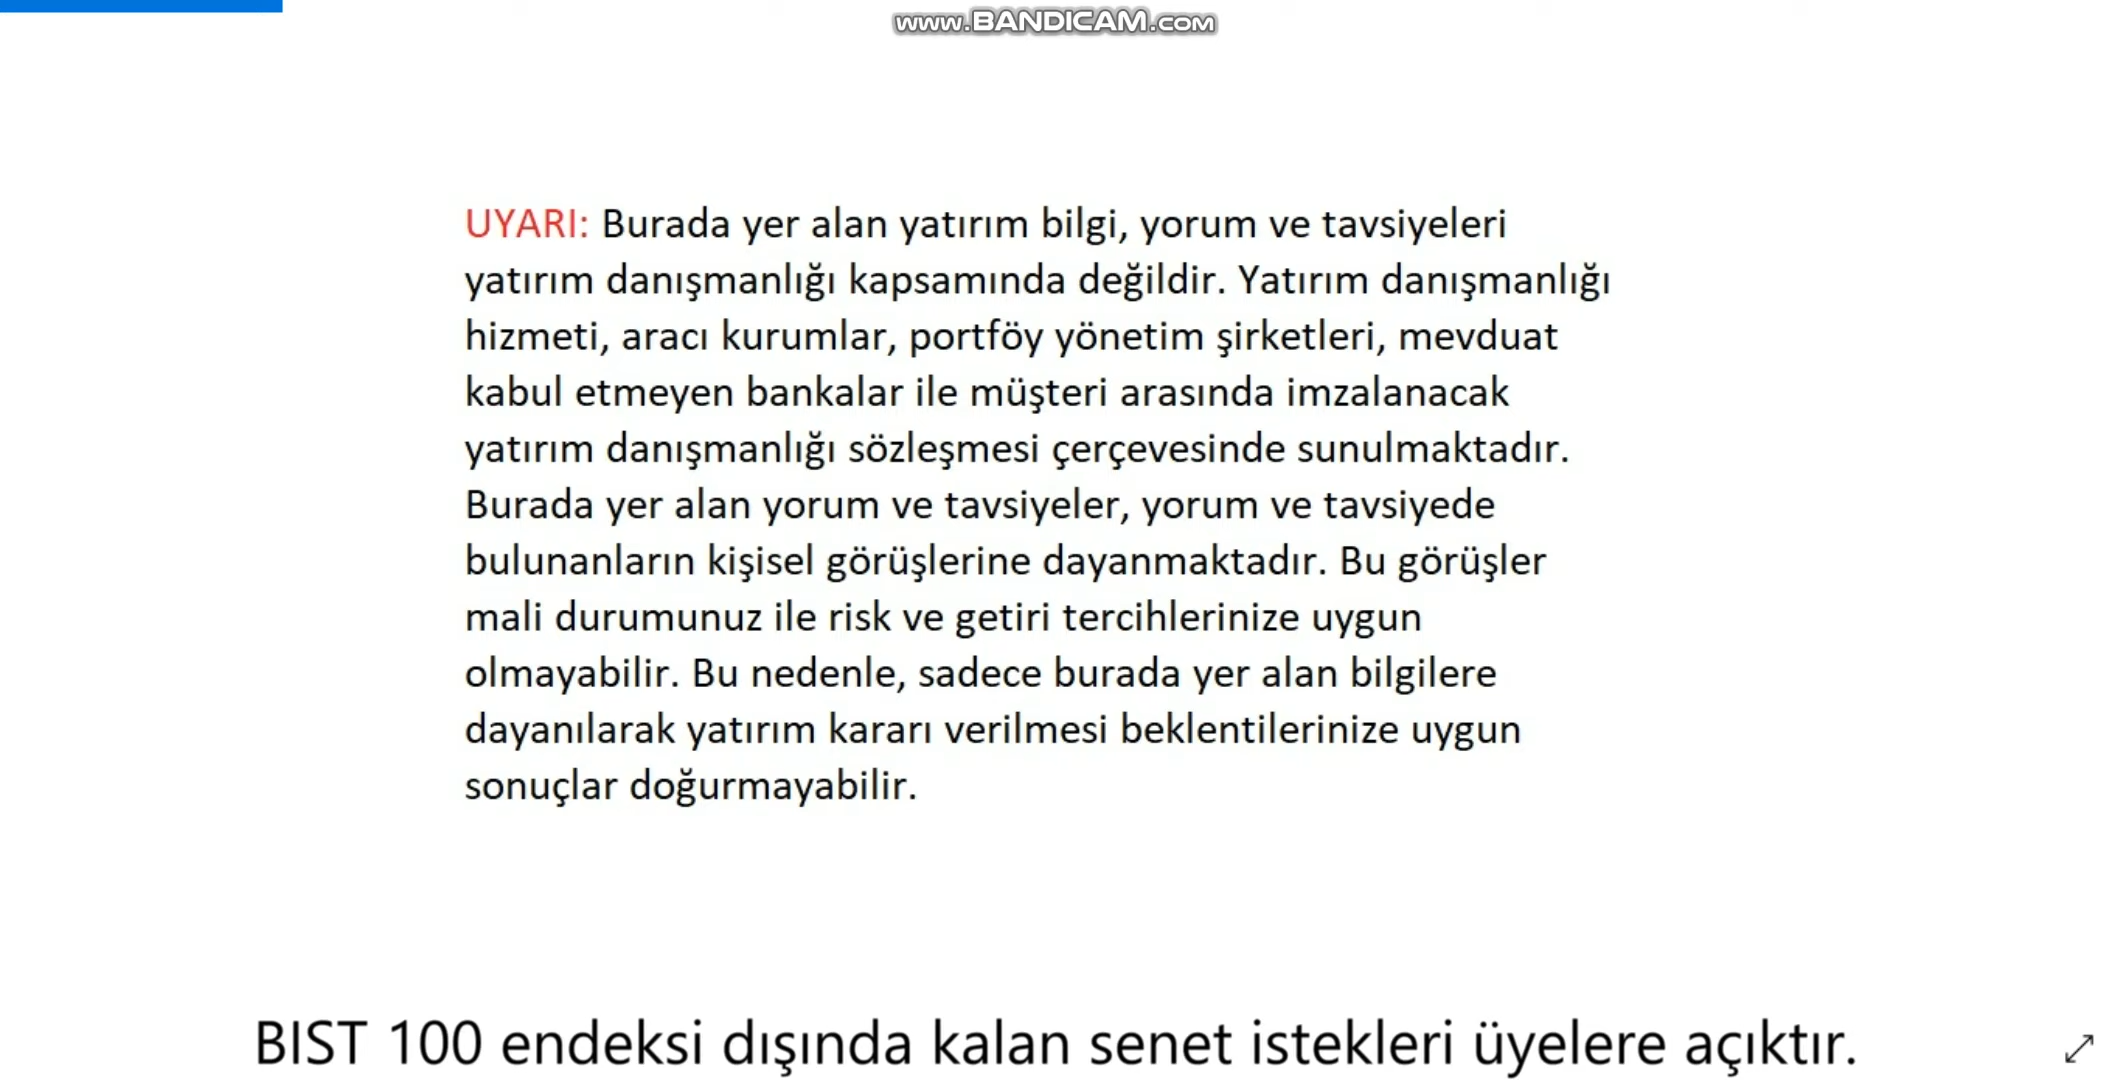 www.BANDICAM.com
UYARI: Burada yer alan yatırım bilgi, yorum ve tavsiyeleri
yatırım danışmanlığı kapsamında değildir. Yatırım danışmanlığı
hizmeti, aracı kurumlar, portföy yönetim şirketleri, mevduat
kabul etmeyen bankalar ile müşteri arasında imzalanacak
yatırım danışmanlığı sözleşmesi çerçevesinde sunulmaktadır.
Burada yer alan yorum ve tavsiyeler, yorum ve tavsiyede
bulunanların kişisel görüşlerine dayanmaktadır. Bu görüşler
mali durumunuz ile risk ve getiri tercihlerinize uygun
olmayabilir. Bu nedenle, sadece burada yer alan bilgilere
dayanılarak yatırım kararı verilmesi beklentilerinize uygun
sonuçlar doğurmayabilir.
BIST 100 endeksi dışında kalan senet istekleri üyelere açıktır.